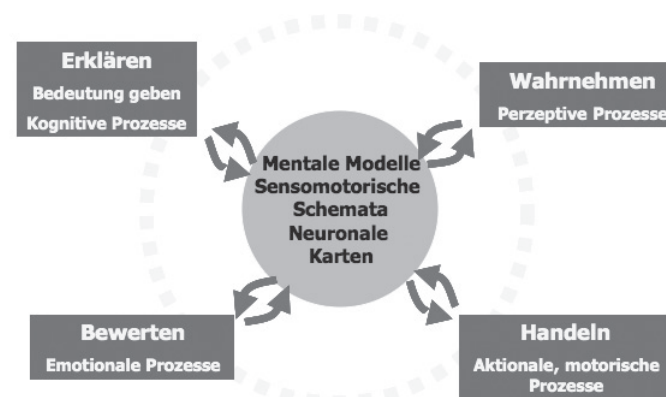 Erklären
Bedeutung geben
Kognitive Prozesse
Wahrnehmen
Perzeptive Prozesse
Mentale Modelle
Sensomotorische
Schemata
Neuronale
Karten
Bewerten
Emotionale Prozesse
Handeln
Aktionale, motorische
Prozesse